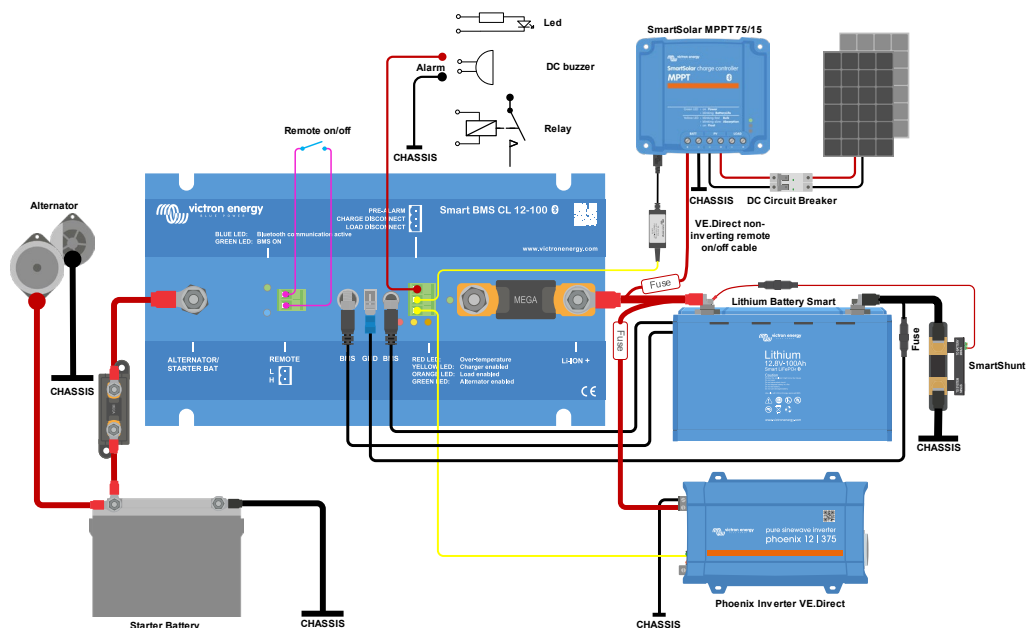 Led
DC buzzer
Alarm
Relay
CHASSIS
Remote on/off
SmartSolar MPPT 75/15
victron energy
SmartSolar charge controller
MPPT
BATT
PV
LOAD
CHASSIS
DC Circuit Breaker
VE.Direct non-
inverting remote
on/off cable
Alternator
CHASSIS
victron energy
BLUE POWER
BLUE LED: Bluetooth communication active
GREEN LED: BMS ON
PRE-ALARM
CHARGE DISCONNECT
LOAD DISCONNECT
Smart BMS CL 12-100
www.victronenergy.com
MEGA
ALTERNATOR/
STARTER BAT
REMOTE
L
H
BMS
GND
BMS
RED LED: Over-temperature
YELLOW LED: Charger enabled
ORANGE LED: Load enabled
GREEN LED: Alternator enabled
LI-ION +
CE
Fuse
Fuse
Lithium Battery Smart
victron energy
Lithium
12.8V-100Ah
Smart LiFePO4
Fuse
SmartShunt
CHASSIS
victron energy
pure sinewave inverter
phoenix 12 | 375
Phoenix Inverter VE.Direct
CHASSIS
Starter Battery
CHASSIS